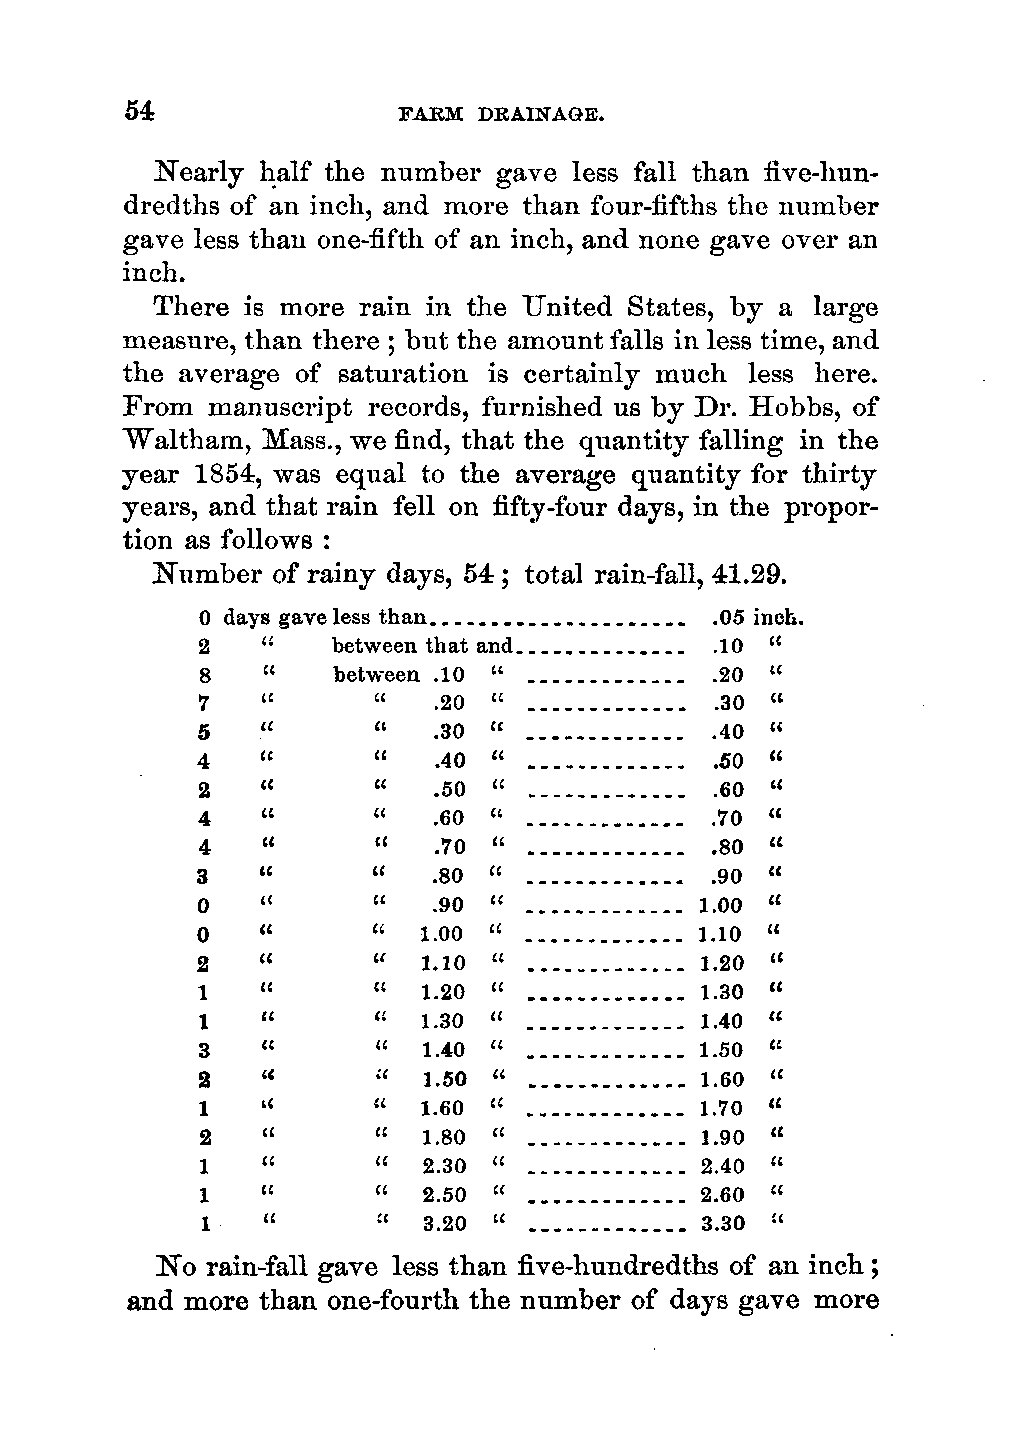 54 FARM DRAINAGE.
Nearly half the number gave less fall than five-hun-
dredths of an inch, and more than four-fifths the number
gave less than one-fifth of an inch, and none gave over an
inch.
There is more rain in the United States, by a large
measure, than there ; but the amount falls in less time, and
the average of saturation is certainly much less here.
From manuscript records, furnished us by Dr. Hobbs, of
Waltham, Mass., we find, that the quantity falling in the
year 1854, was equal to the average quantity for thirty
years, and that rain fell on fifty-four days, in the propor-
tion as follows :
Number of rainy days, 54 ; total rain-fall, 41.29.
0 days gave less than..................... .05 inch.
2 “ between that and.............. .10 “
8 “ between .10 “ ............. .20 “
7 “ “ .20 “ ............. .30 “
5 “ “ .30 “ ............. .40 “
4 “ “ .40 “ ............. .50 “
2 “ “ .50 “ ............. .60 “
4 “ “ .60 “ ............. .70 “
4 “ “ .70 “ ............. .80 “
3 “ “ .80 “ ............. .90 “
0 “ “ .90 “ ............. 1.00 “
0 “ “ 1.00 “ ............. 1.10 “
2 “ “ 1.10 “ ............. 1.20 “
1 “ “ 1.20 “ ............. 1.30 “
1 “ “ 1.30 “ ............. 1.40 “
3 “ “ 1.40 “ ............. 1.50 “
2 “ “ 1.50 “ ............. 1.60 “
1 “ “ 1.60 “ ............. 1.70 “
2 “ “ 1.80 “ ............. 1.90 “
1 “ “ 2.30 “ ............. 2.40 “
1 “ “ 2.50 “ ............. 2.60 “
1 “ “ 3.20 “ ............. 3.30 “
No rain-fall gave less than five-hundredths of an inch ;
and more than one-fourth the number of days gave more